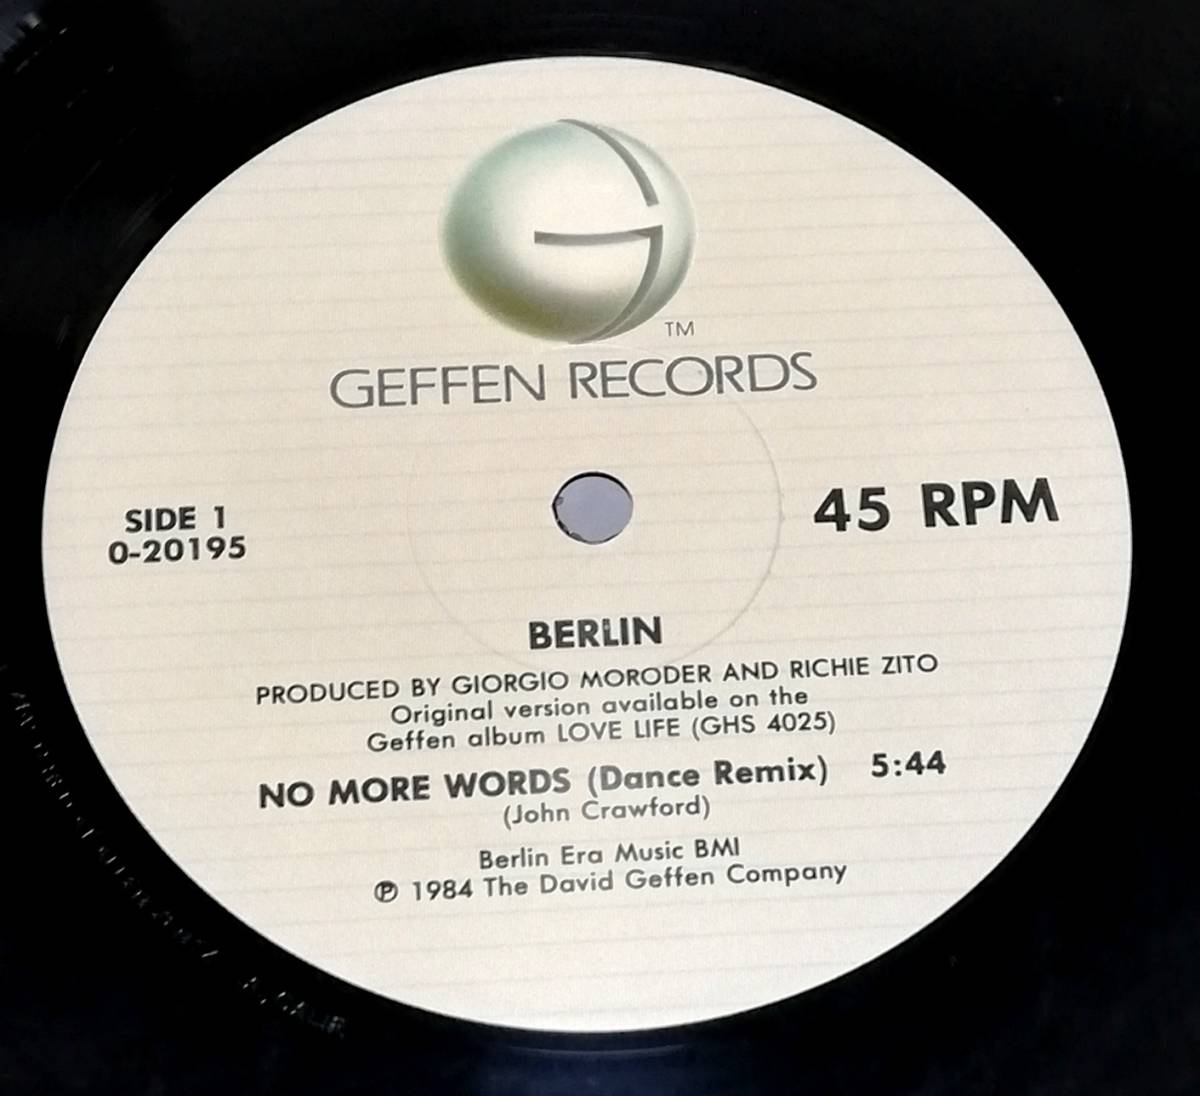 TM
GEFFEN RECORDS
SIDE 1
0-20195
45 RPM
BERLIN
PRODUCED BY GIORGIO MORODER AND RICHIE ZITO
Original version available on the
Geffen album LOVE LIFE (GHS 4025)
NO MORE WORDS (Dance Remix) 5:44
(John Crawford)
Berlin Era Music BMI
℗ 1984 The David Geffen Company